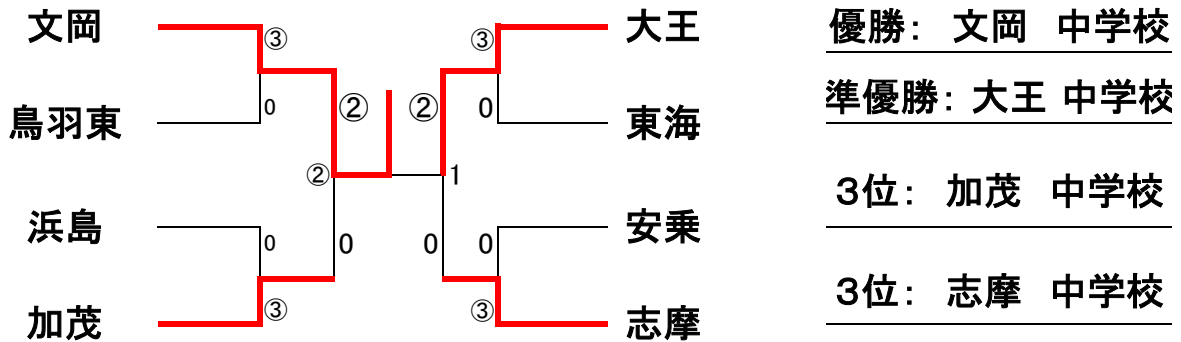 文岡 ③ ③ 大王 優勝： 文岡 中学校
鳥羽東 0 ② ② 0 東海 準優勝：大王 中学校
② 1 3位： 加茂 中学校
浜島 0 0 0 0 安乗
加茂 ③ ③ 志摩 3位： 志摩 中学校